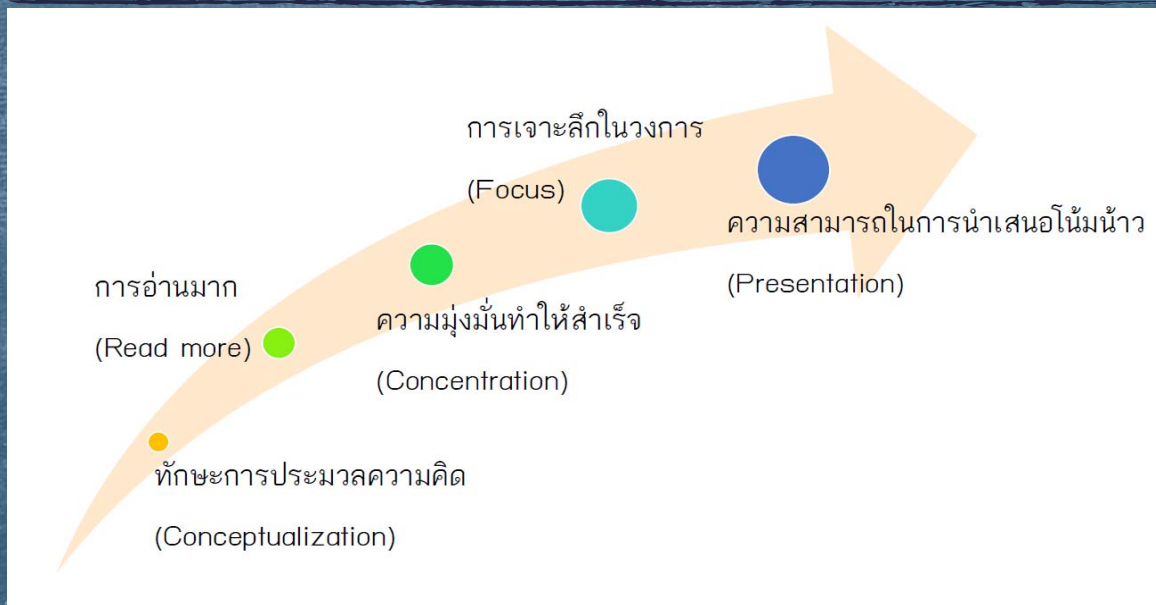 การเจาะลึกในวงการ
(Focus)
ความสามารถในการนำเสนอโน้มน้าว
(Presentation)
การอ่านมาก
(Read more)
ความมุ่งมั่นทำให้สำเร็จ
(Concentration)
ทักษะการประมวลความคิด
(Conceptualization)